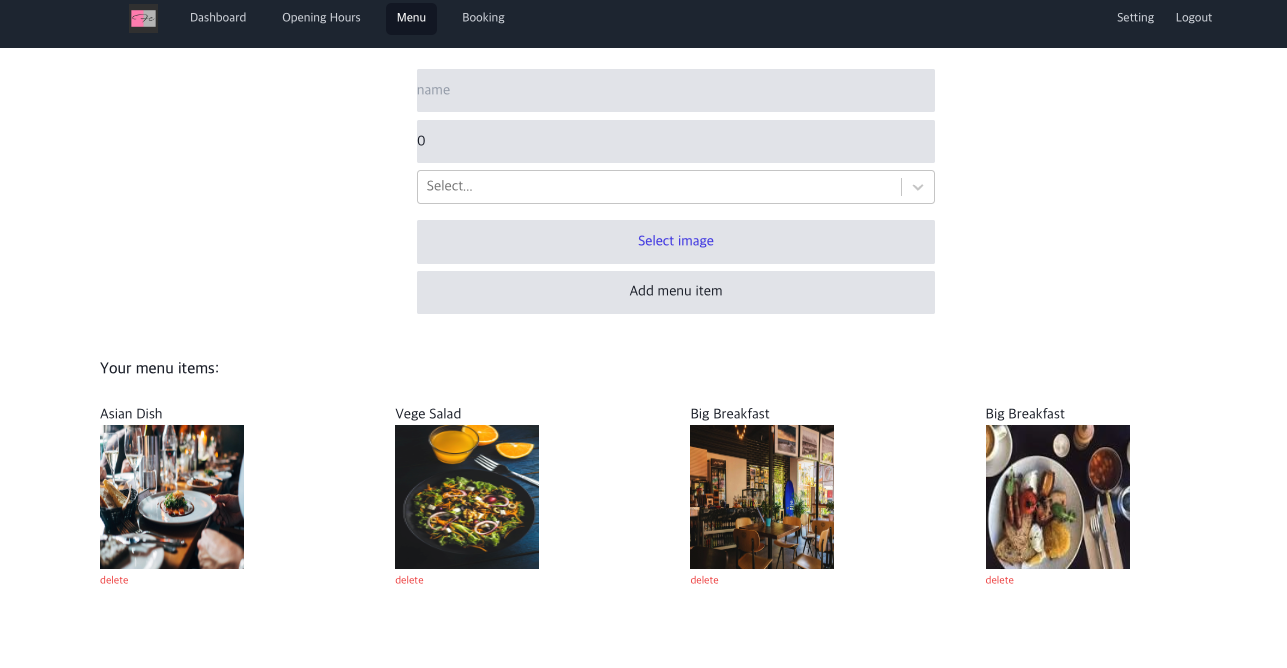 Dashboard Opening Hours Menu Booking Setting Logout
name
0
Select...
Select image
Add menu item
Your menu items:
Asian Dish Vege Salad Big Breakfast Big Breakfast
delete delete delete delete